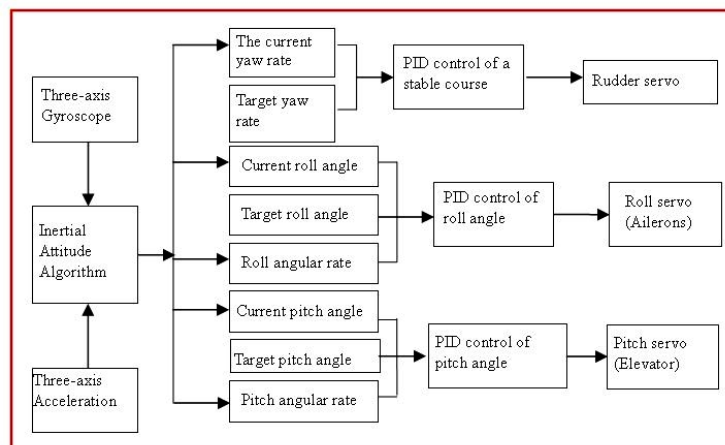 Three-axis
Gyroscope
Inertial
Attitude
Algorithm
Three-axis
Acceleration
The current
yaw rate
Target yaw
rate
Current roll angle
Target roll angle
Roll angular rate
Current pitch angle
Target pitch angle
Pitch angular rate
PID control of a
stable course
PID control of
roll angle
PID control of
pitch angle
Rudder servo
Roll servo
(Ailerons)
Pitch servo
(Elevator)